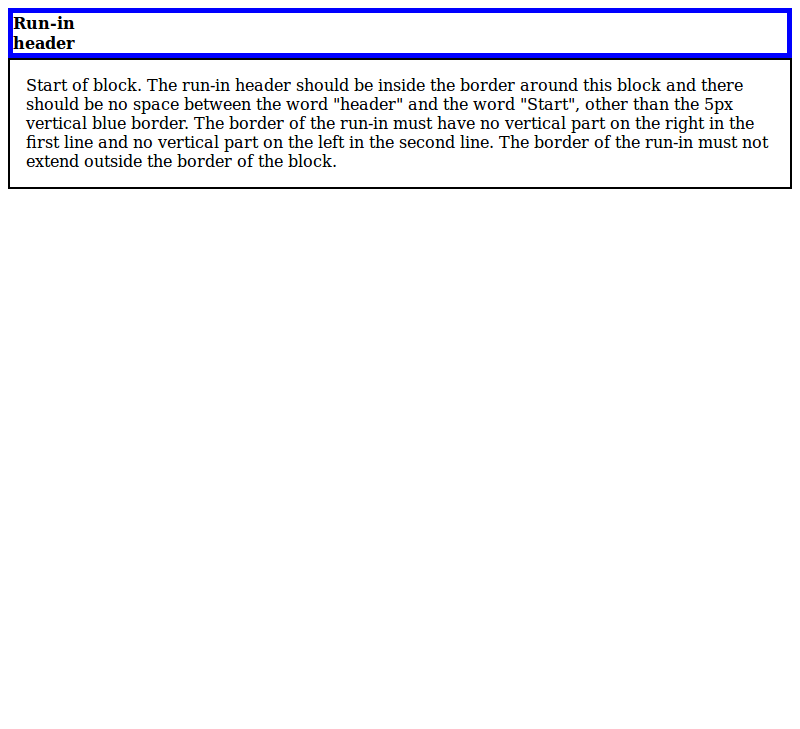 Run-in
header
Start of block. The run-in header should be inside the border around this block and there
should be no space between the word "header" and the word "Start", other than the 5px
vertical blue border. The border of the run-in must have no vertical part on the right in the
first line and no vertical part on the left in the second line. The border of the run-in must not
extend outside the border of the block.